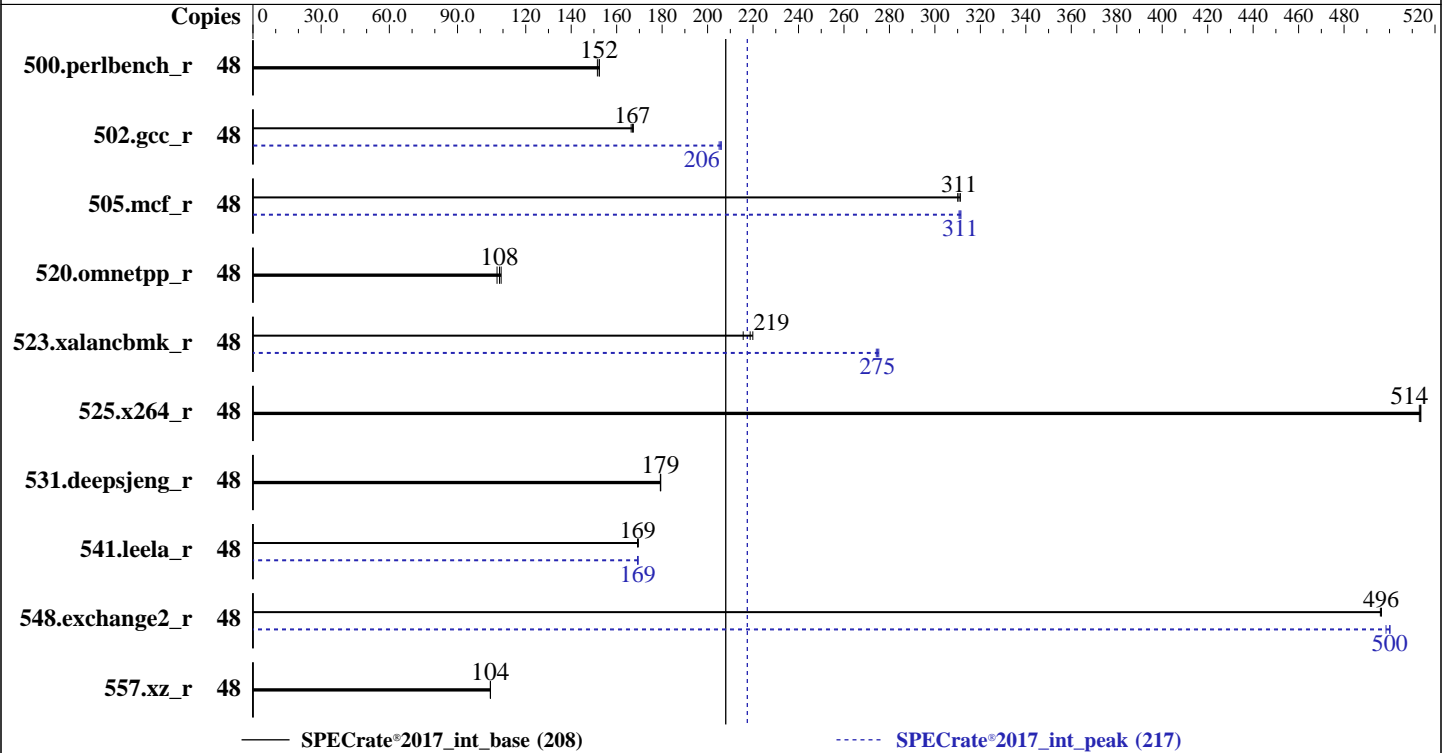 Copies 0 30.0 60.0 90.0 120 140 160 180 200 220 240 260 280 300 320 340 360 380 400 420 440 460 480 520
500.perlbench_r 48 152
502.gcc_r 48 167
206
505.mcf_r 48 311
311
520.omnetpp_r 48 108
523.xalancbmk_r 48 219
275
525.x264_r 48 514
531.deepsjeng_r 48 179
541.leela_r 48 169
169
548.exchange2_r 48 496
500
557.xz_r 48 104
SPECrate®2017_int_base (208) SPECrate®2017_int_peak (217)